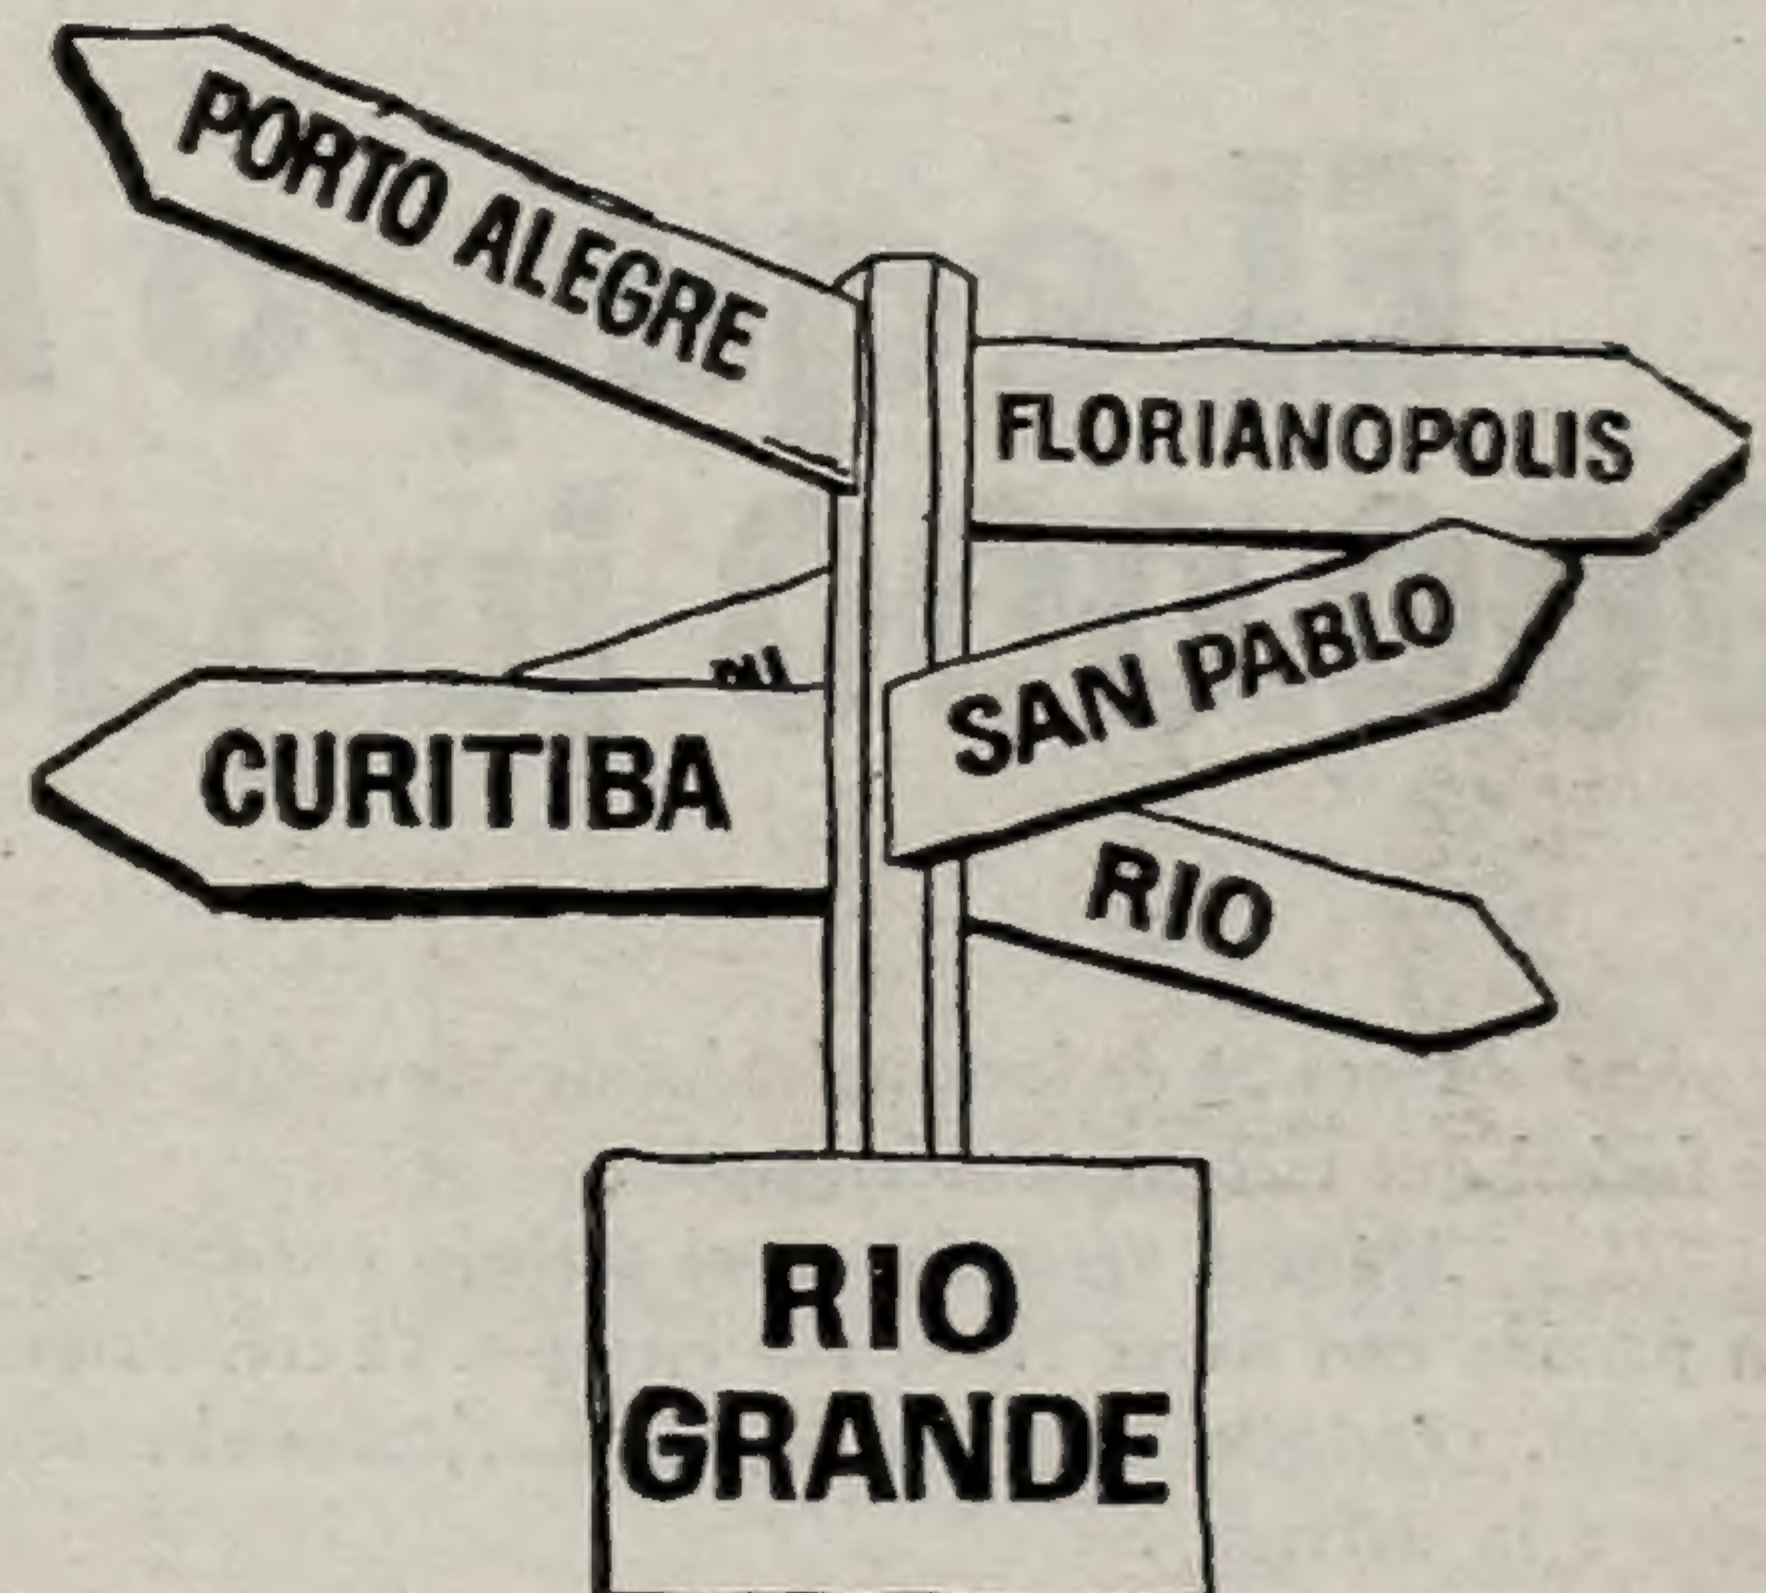 PORTO ALEGRE
FLORIANOPOLIS
SAN PABLO
CURITIBA
RIO
RIO
GRANDE